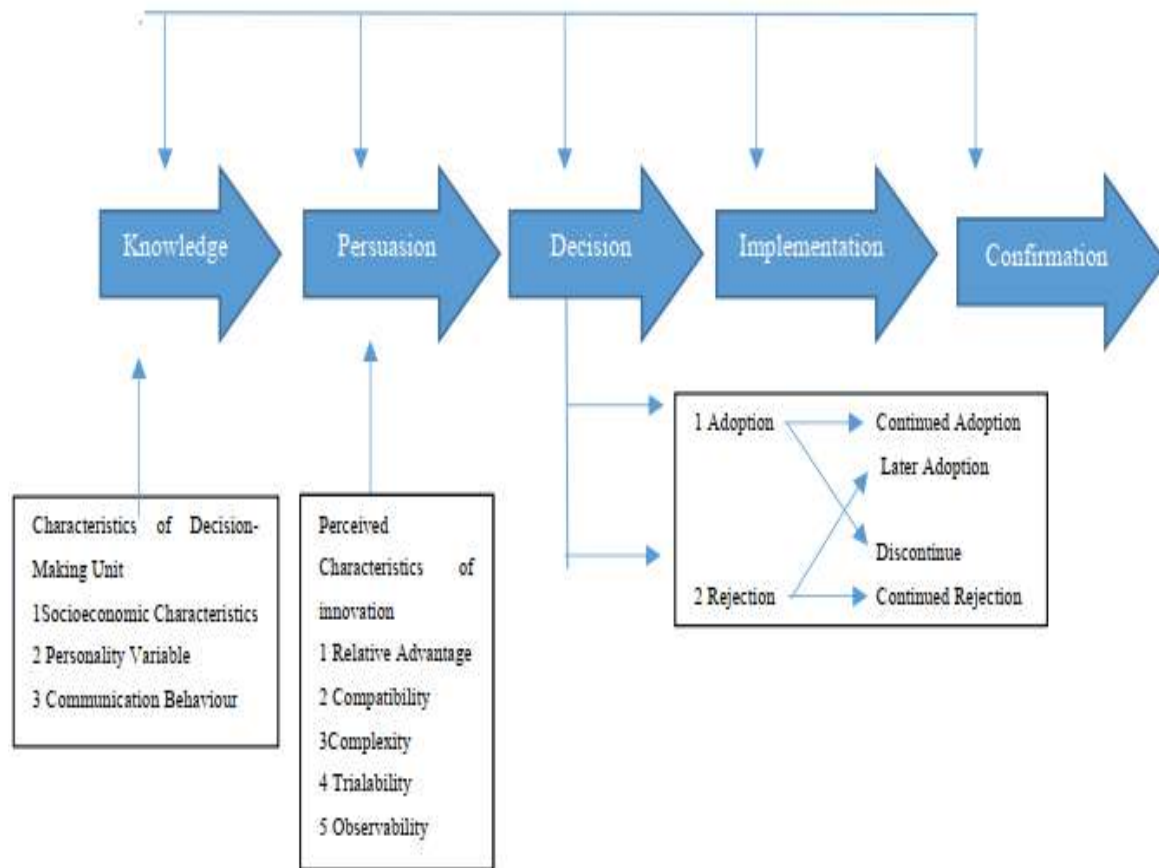 Knowledge
Persuasion
Decision
Implementation
Confirmation
1 Adoption
Continued Adoption
Later Adoption
Discontinue
2 Rejection
Continued Rejection
Characteristics of Decision-
Making Unit
1Socioeconomic Characteristics
2 Personality Variable
3 Communication Behaviour
Perceived
Characteristics of
innovation
1 Relative Advantage
2 Compatibility
3Complexity
4 Trialability
5 Observability